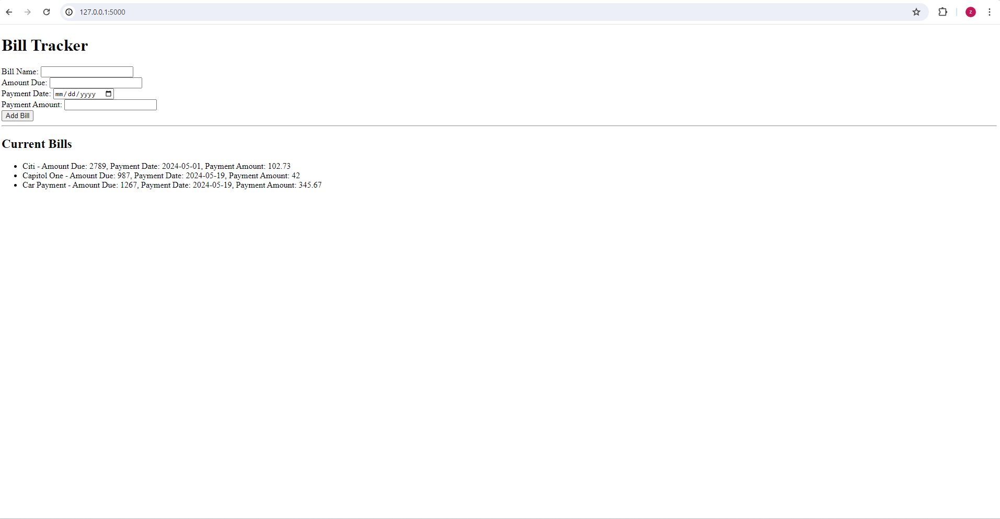 127.0.0.1:5000
z
Bill Tracker
Bill Name:
Amount Due:
Payment Date: mm/dd/yyyy
Payment Amount:
Add Bill
Current Bills
Citi - Amount Due: 2789, Payment Date: 2024-05-01, Payment Amount: 102.73
Capitol One - Amount Due: 987, Payment Date: 2024-05-19, Payment Amount: 42
Car Payment - Amount Due: 1267, Payment Date: 2024-05-19, Payment Amount: 345.67